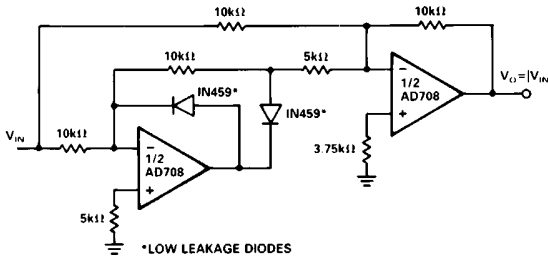 10kΩ
10kΩ
10kΩ
5kΩ
IN459*
IN459*
1/2
AD708
VO=|VIN
VIN
10kΩ
1/2
AD708
3.75kΩ
5kΩ
*LOW LEAKAGE DIODES